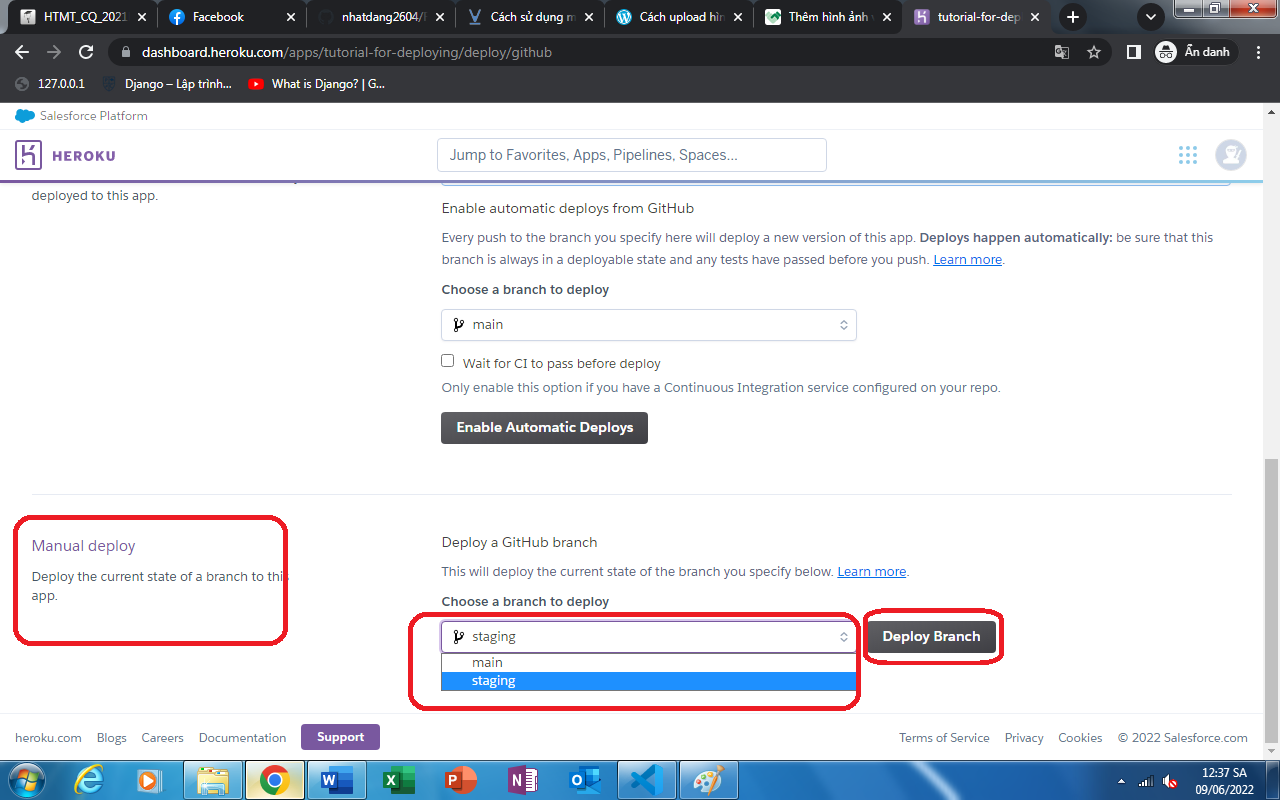 HTMT_CQ_2021
Facebook
nhatdang2604/
Cách sử dụng m
Cách upload hìn
Thêm hình ảnh
tutorial-for-dep
dashboard.heroku.com/apps/tutorial-for-deploying/deploy/github
Ẩn danh
127.0.0.1
Django – Lập trình...
What is Django? | G...
Salesforce Platform
HEROKU
Jump to Favorites, Apps, Pipelines, Spaces...
deployed to this app.
Enable automatic deploys from GitHub
Every push to the branch you specify here will deploy a new version of this app. Deploys happen automatically: be sure that this
branch is always in a deployable state and any tests have passed before you push. Learn more.
Choose a branch to deploy
main
Wait for CI to pass before deploy
Only enable this option if you have a Continuous Integration service configured on your repo.
Enable Automatic Deploys
Manual deploy
Deploy the current state of a branch to this
app.
Deploy a GitHub branch
This will deploy the current state of the branch you specify below. Learn more.
Choose a branch to deploy
staging
Deploy Branch
main
staging
heroku.com
Blogs
Careers
Documentation
Support
Terms of Service
Privacy
Cookies
© 2022 Salesforce.com
12:37 SA
09/06/2022